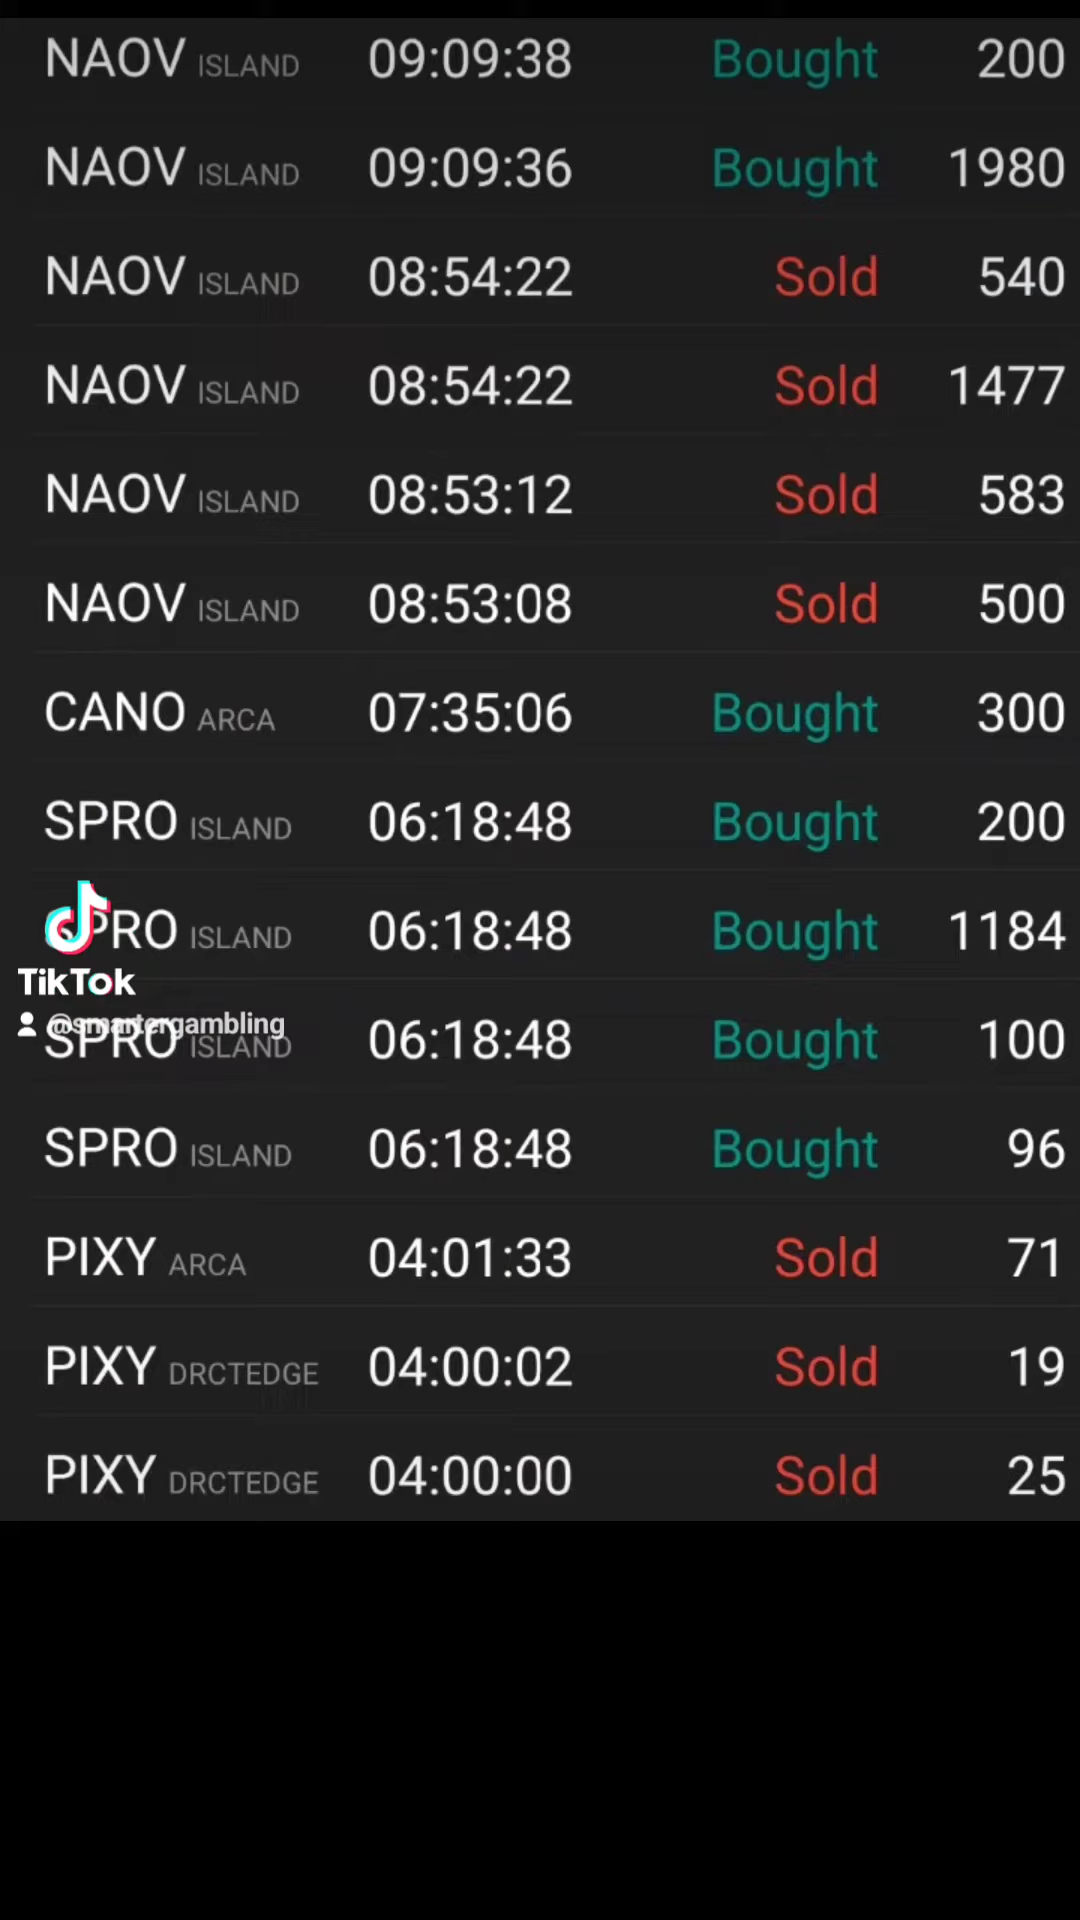 NAOV ISLAND 09:09:38 Bought 200
NAOV ISLAND 09:09:36 Bought 1980
NAOV ISLAND 08:54:22 Sold 540
NAOV ISLAND 08:54:22 Sold 1477
NAOV ISLAND 08:53:12 Sold 583
NAOV ISLAND 08:53:08 Sold 500
CANO ARCA 07:35:06 Bought 300
SPRO ISLAND 06:18:48 Bought 200
SPRO ISLAND 06:18:48 Bought 1184
TikTok
@smartergambling
SPRO ISLAND 06:18:48 Bought 100
SPRO ISLAND 06:18:48 Bought 96
PIXY ARCA 04:01:33 Sold 71
PIXY DRCTEDGE 04:00:02 Sold 19
PIXY DRCTEDGE 04:00:00 Sold 25